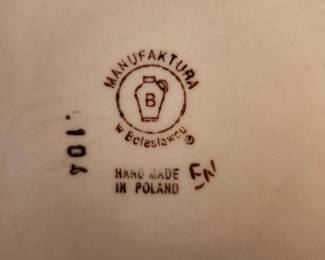 MANUFAKTURA
B
w Bolesławcu ©
.104
HAND MADE
IN POLAND